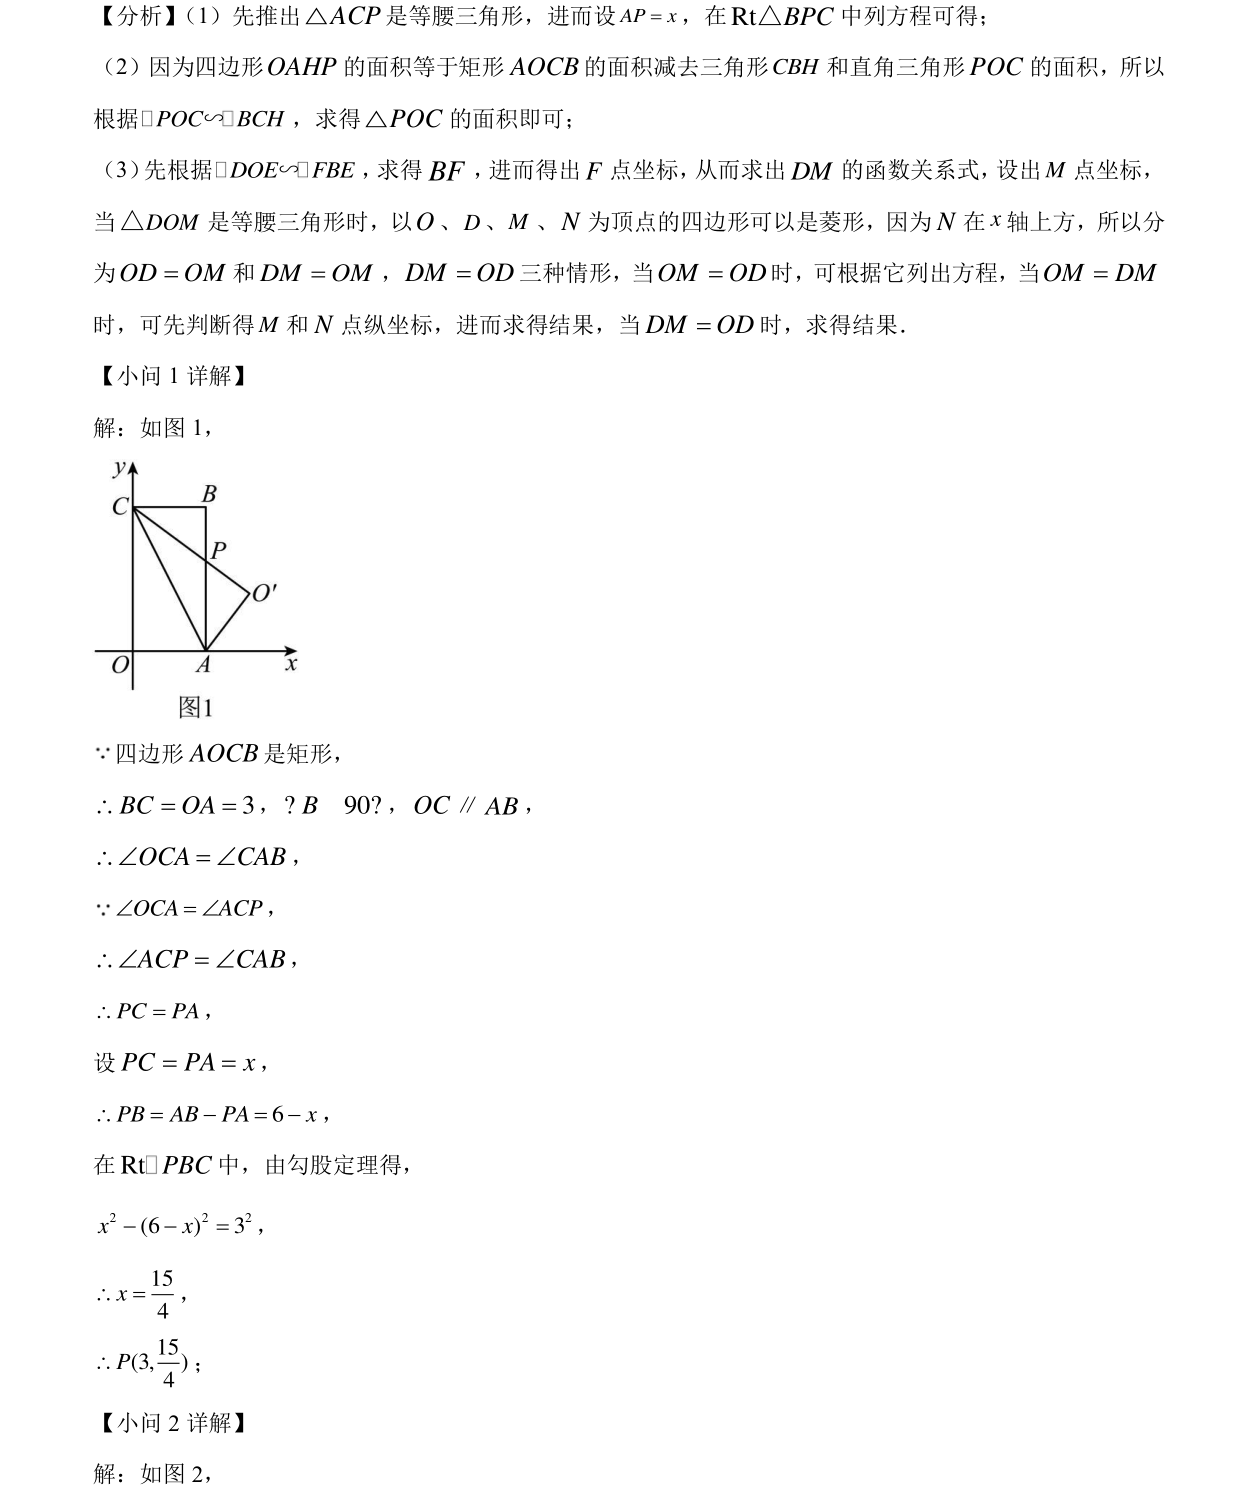 【分析】（1）先推出△ACP是等腰三角形，进而设AP = x，在Rt△BPC中列方程可得；
（2）因为四边形OAHP的面积等于矩形AOCB的面积减去三角形CBH和直角三角形POC的面积，所以
根据□POC∽□BCH，求得△POC的面积即可；
（3）先根据□DOE∽□FBE，求得BF，进而得出F点坐标，从而求出DM的函数关系式，设出M点坐标，
当△DOM是等腰三角形时，以O、D、M、N为顶点的四边形可以是菱形，因为N在x轴上方，所以分
为OD = OM和DM = OM，DM = OD三种情形，当OM = OD时，可根据它列出方程，当OM = DM
时，可先判断得M和N点纵坐标，进而求得结果，当DM = OD时，求得结果．
【小问1详解】
解：如图1，
y
C
B
P
O′
O
A
x
图1
∵四边形AOCB是矩形，
∴BC = OA = 3，? B 90?，OC∥AB，
∴∠OCA = ∠CAB，
∵∠OCA = ∠ACP，
∴∠ACP = ∠CAB，
∴PC = PA，
设PC = PA = x，
∴PB = AB − PA = 6 − x，
在Rt□PBC中，由勾股定理得，
x² − (6 − x)² = 3²，
∴x = 15/4，
∴P(3, 15/4)；
【小问2详解】
解：如图2，